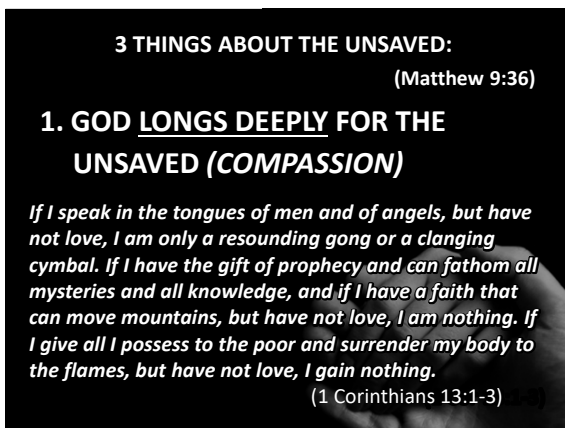 3 THINGS ABOUT THE UNSAVED:
(Matthew 9:36)
1. GOD LONGS DEEPLY FOR THE
UNSAVED (COMPASSION)
If I speak in the tongues of men and of angels, but have
not love, I am only a resounding gong or a clanging
cymbal. If I have the gift of prophecy and can fathom all
mysteries and all knowledge, and if I have a faith that
can move mountains, but have not love, I am nothing. If
I give all I possess to the poor and surrender my body to
the flames, but have not love, I gain nothing.
(1 Corinthians 13:1-3)